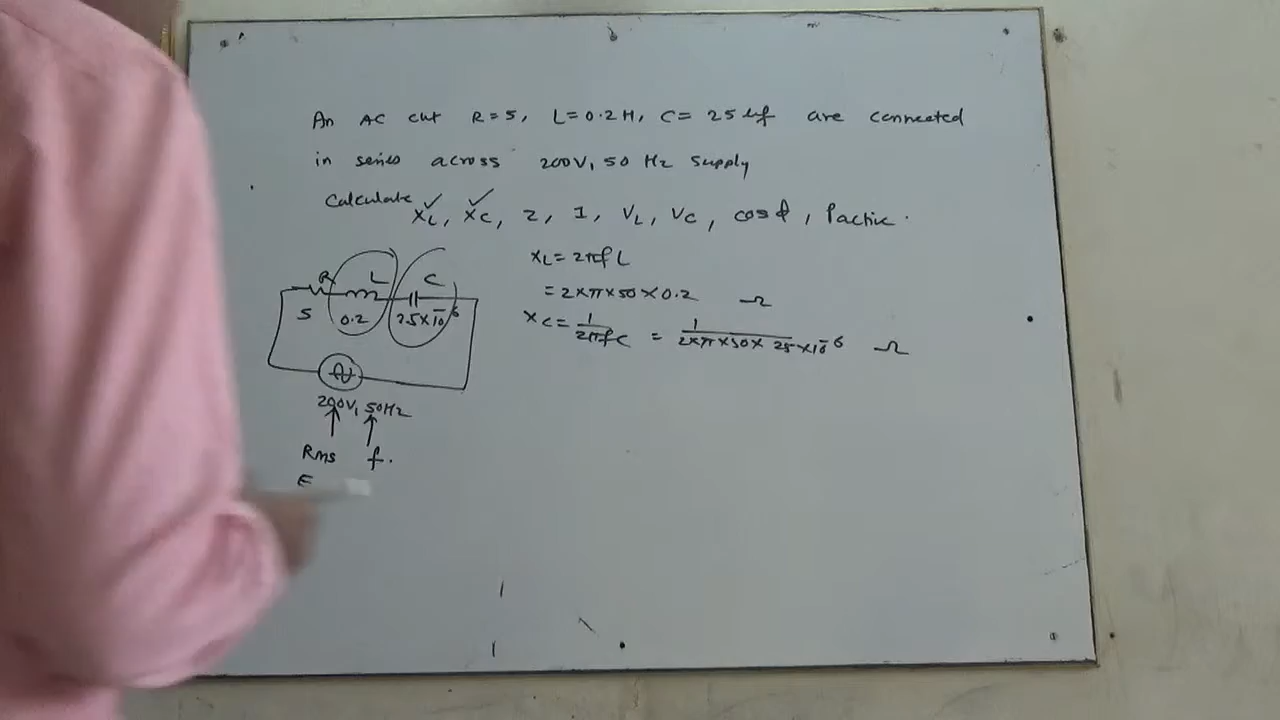 An AC ckt R=5, L=0.2H, C= 25 μf are connected
in series across 200V, 50 Hz supply
Calculate XL, XC, Z, I, VL, VC, cosϕ, Pactive.
R L C
5 0.2 25×10⁻⁶
200V, 50Hz
Rms f.
E
XL= 2πfL
= 2×π×50×0.2 Ω
XC= 1/2πfC = 1/2×π×50×25×10⁻⁶ Ω